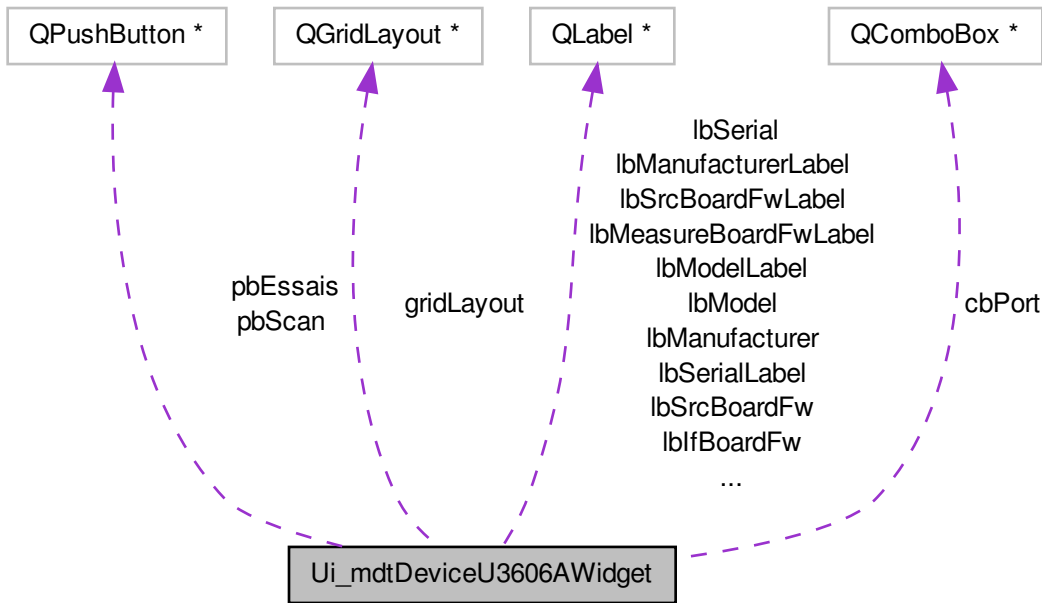 QPushButton *
QGridLayout *
QLabel *
QComboBox *
lbSerial
lbManufacturerLabel
lbSrcBoardFwLabel
lbMeasureBoardFwLabel
lbModelLabel
lbModel
lbManufacturer
lbSerialLabel
lbSrcBoardFw
lbIfBoardFw
...
pbEssais
pbScan
gridLayout
cbPort
Ui_mdtDeviceU3606AWidget